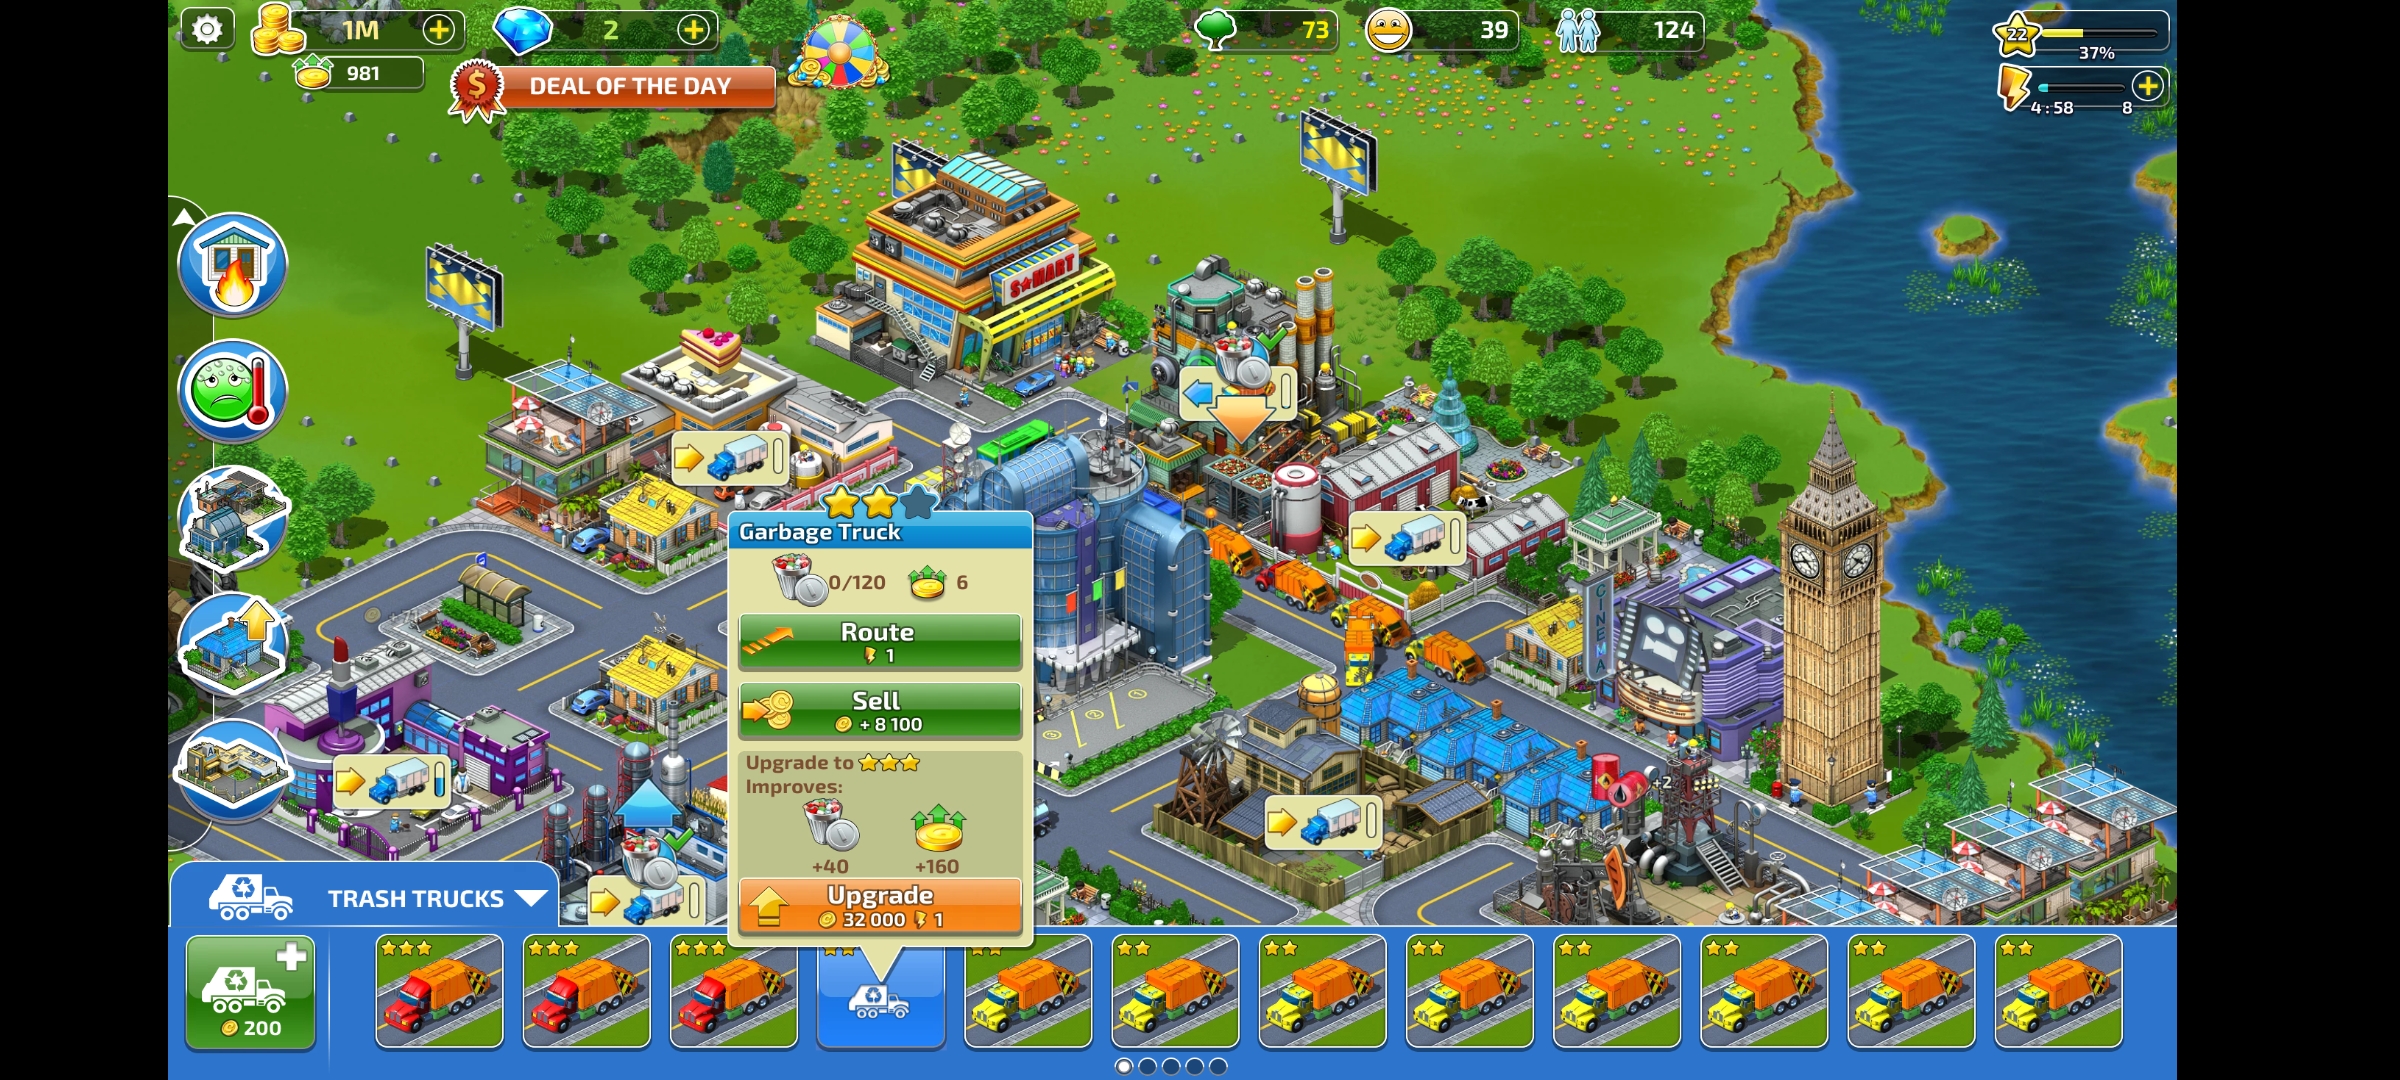 1M
2
73
39
124
22
37%
981
DEAL OF THE DAY
4:58
8
S★MART
CINEMA
Garbage Truck
0/120
6
Route
1
Sell
+ 8 100
+2
Upgrade to
Improves:
+40
+160
Upgrade
32 000
1
TRASH TRUCKS
200